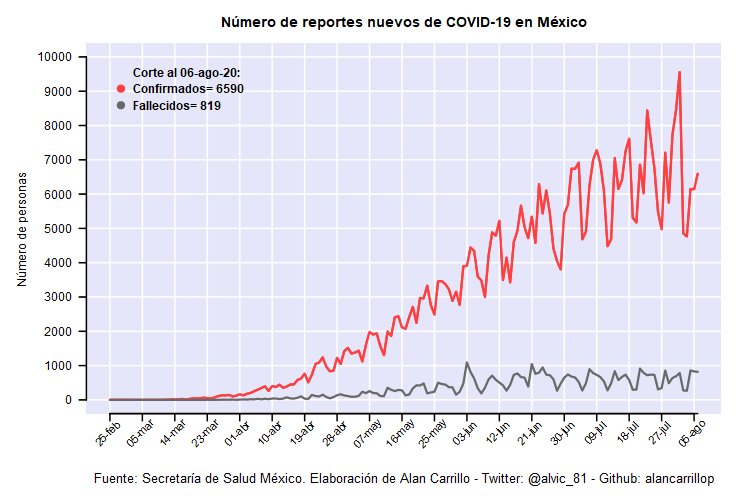 Número de reportes nuevos de COVID-19 en México
Corte al 06-ago-20:
Confirmados= 6590
Fallecidos= 819
Número de personas
10000
9000
8000
7000
6000
5000
4000
3000
2000
1000
0
25-feb
05-mar
14-mar
23-mar
01-abr
10-abr
19-abr
28-abr
07-may
16-may
25-may
03-jun
12-jun
21-jun
30-jun
09-jul
18-jul
27-jul
05-ago
Fuente: Secretaría de Salud México. Elaboración de Alan Carrillo - Twitter: @alvic_81 - Github: alancarrillop